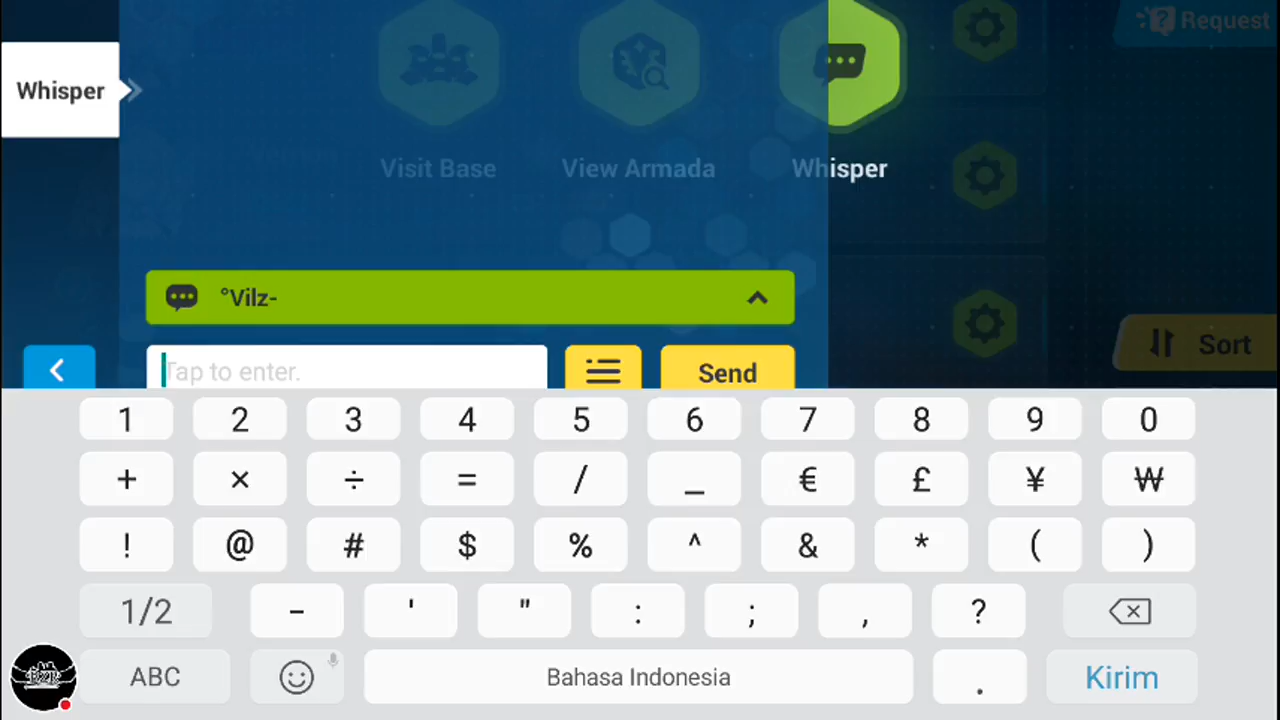 Request
Whisper
Visit Base
View Armada
Whisper
°Vilz-
Sort
Tap to enter.
Send
1 2 3 4 5 6 7 8 9 0
+ × ÷ = / _ € £ ¥ ₩
! @ # $ % ^ & * ( )
1/2 - ' " : ; , ?
ABC Bahasa Indonesia . Kirim